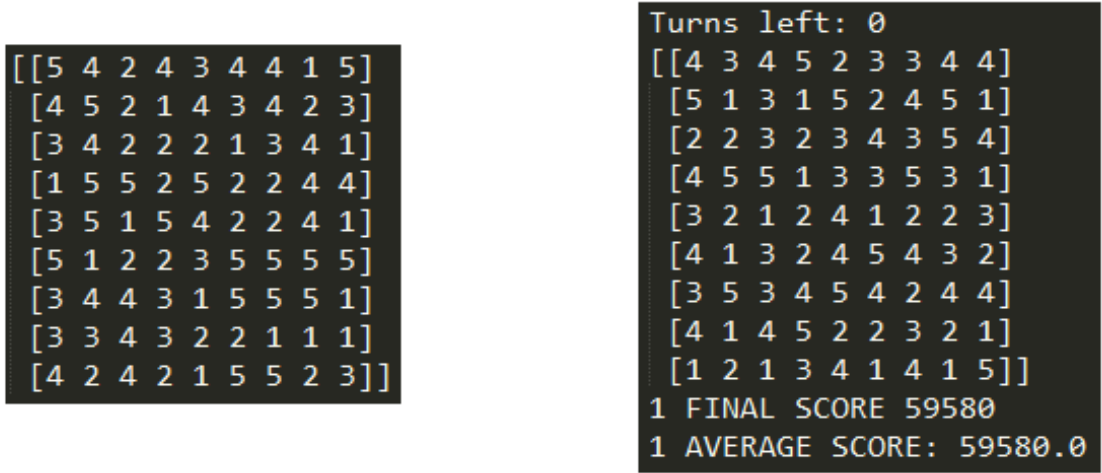 [[5 4 2 4 3 4 4 1 5]
[4 5 2 1 4 3 4 2 3]
[3 4 2 2 2 1 3 4 1]
[1 5 5 2 5 2 2 4 4]
[3 5 1 5 4 2 2 4 1]
[5 1 2 2 3 5 5 5 5]
[3 4 4 3 1 5 5 5 1]
[3 3 4 3 2 2 1 1 1]
[4 2 4 2 1 5 5 2 3]]
Turns left: 0
[[4 3 4 5 2 3 3 4 4]
[5 1 3 1 5 2 4 5 1]
[2 2 3 2 3 4 3 5 4]
[4 5 5 1 3 3 5 3 1]
[3 2 1 2 4 1 2 2 3]
[4 1 3 2 4 5 4 3 2]
[3 5 3 4 5 4 2 4 4]
[4 1 4 5 2 2 3 2 1]
[1 2 1 3 4 1 4 1 5]]
1 FINAL SCORE 59580
1 AVERAGE SCORE: 59580.0